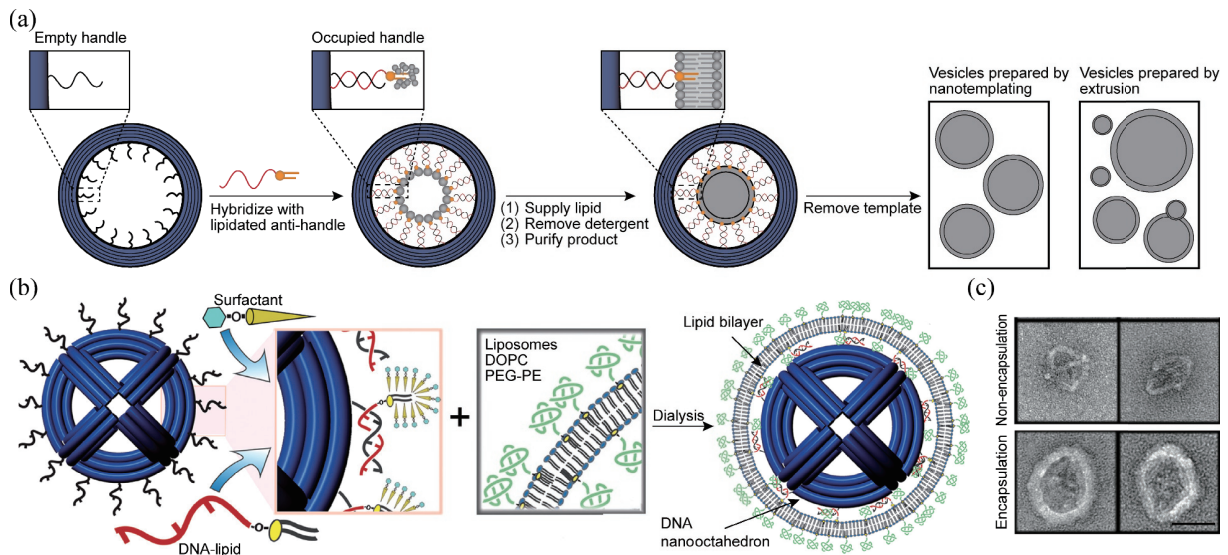 (a)
Empty handle
Occupied handle
Hybridize with
lipidated anti-handle
(1) Supply lipid
(2) Remove detergent
(3) Purify product
Remove template
Vesicles prepared by
nanotemplating
Vesicles prepared by
extrusion
(b)
Surfactant
DNA-lipid
Liposomes
DOPC
PEG-PE
Dialysis
Lipid bilayer
DNA
nanooctahedron
(c)
Non-encapsulation
Encapsulation